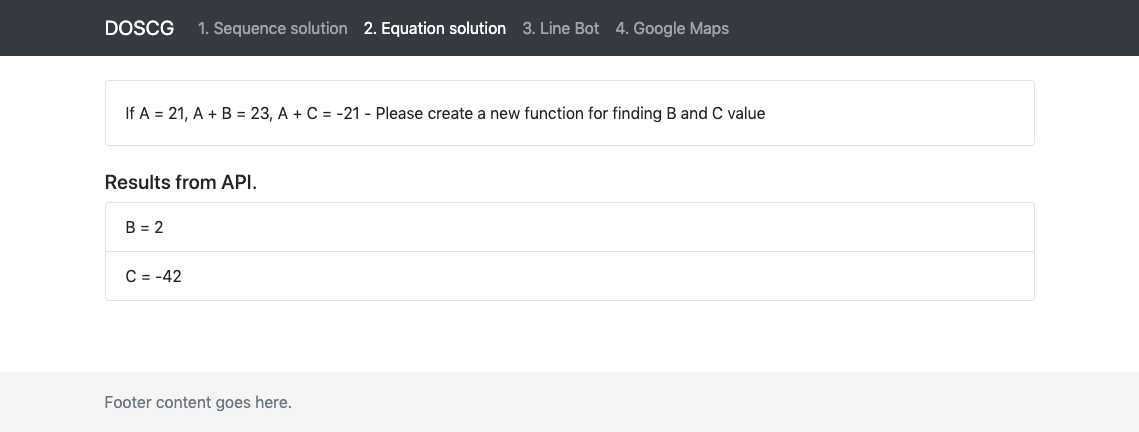 DOSCG 1. Sequence solution 2. Equation solution 3. Line Bot 4. Google Maps
If A = 21, A + B = 23, A + C = -21 - Please create a new function for finding B and C value
Results from API.
B = 2
C = -42
Footer content goes here.